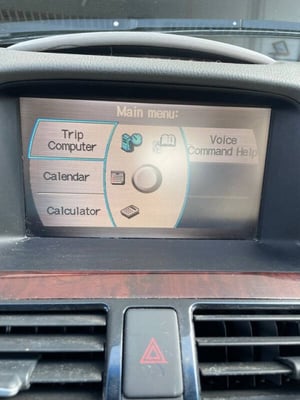 Main menu:
Trip
Computer
Voice
Command Help
Calendar
Calculator